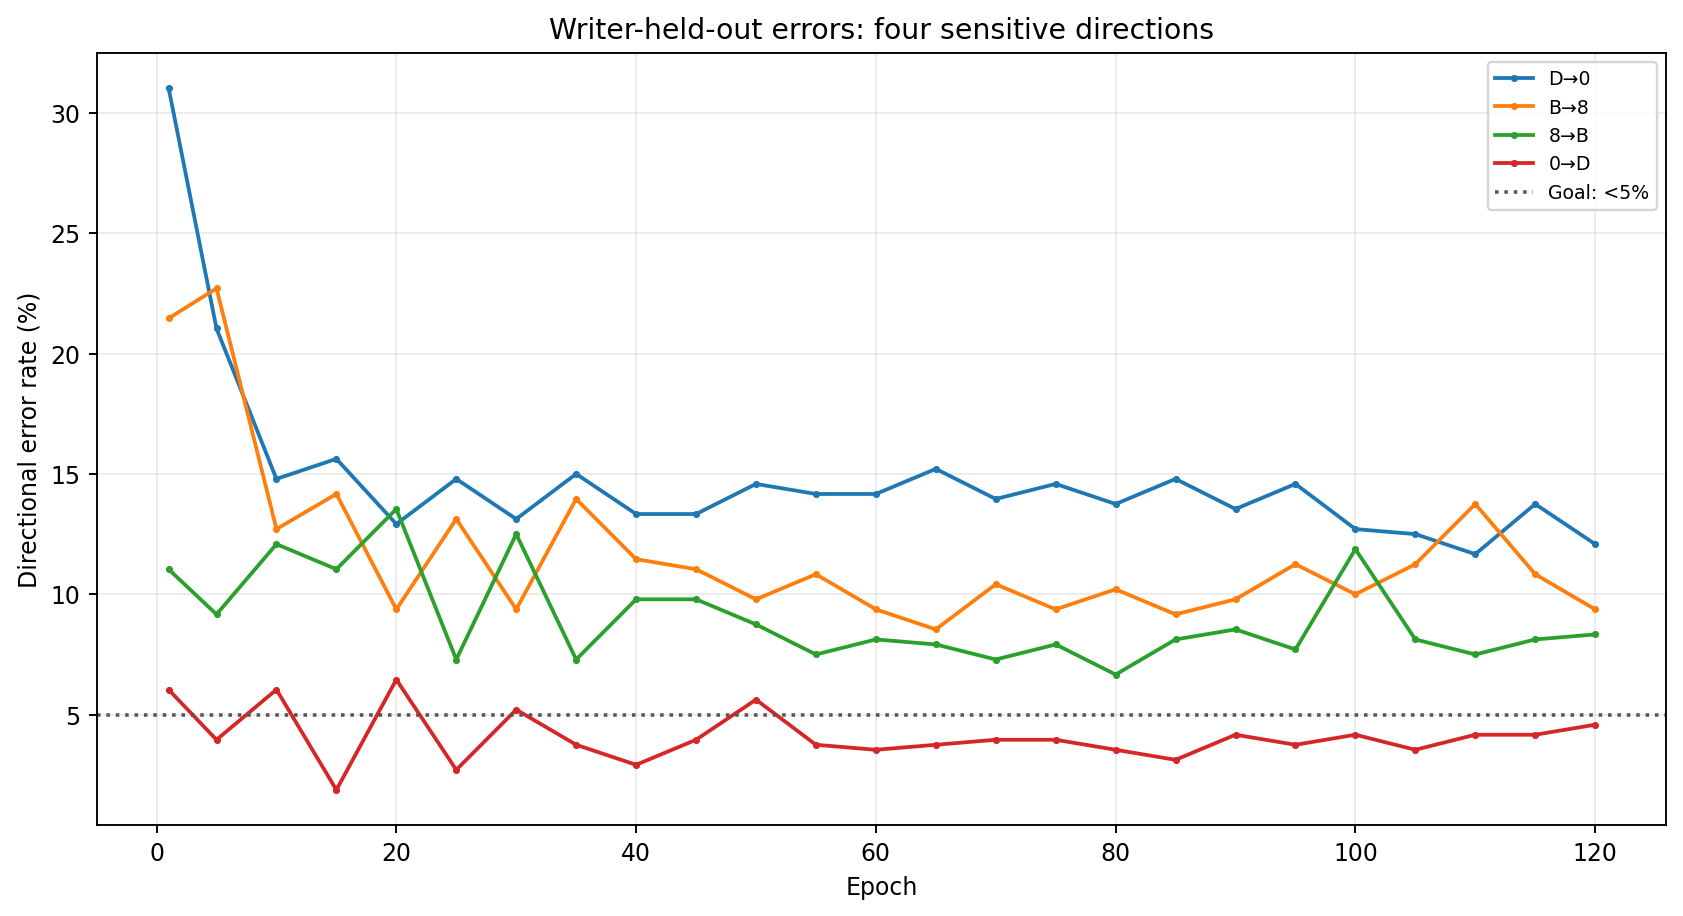 Writer-held-out errors: four sensitive directions
D→0
B→8
8→B
0→D
Goal: <5%
Directional error rate (%)
30
25
20
15
10
5
0 20 40 60 80 100 120
Epoch